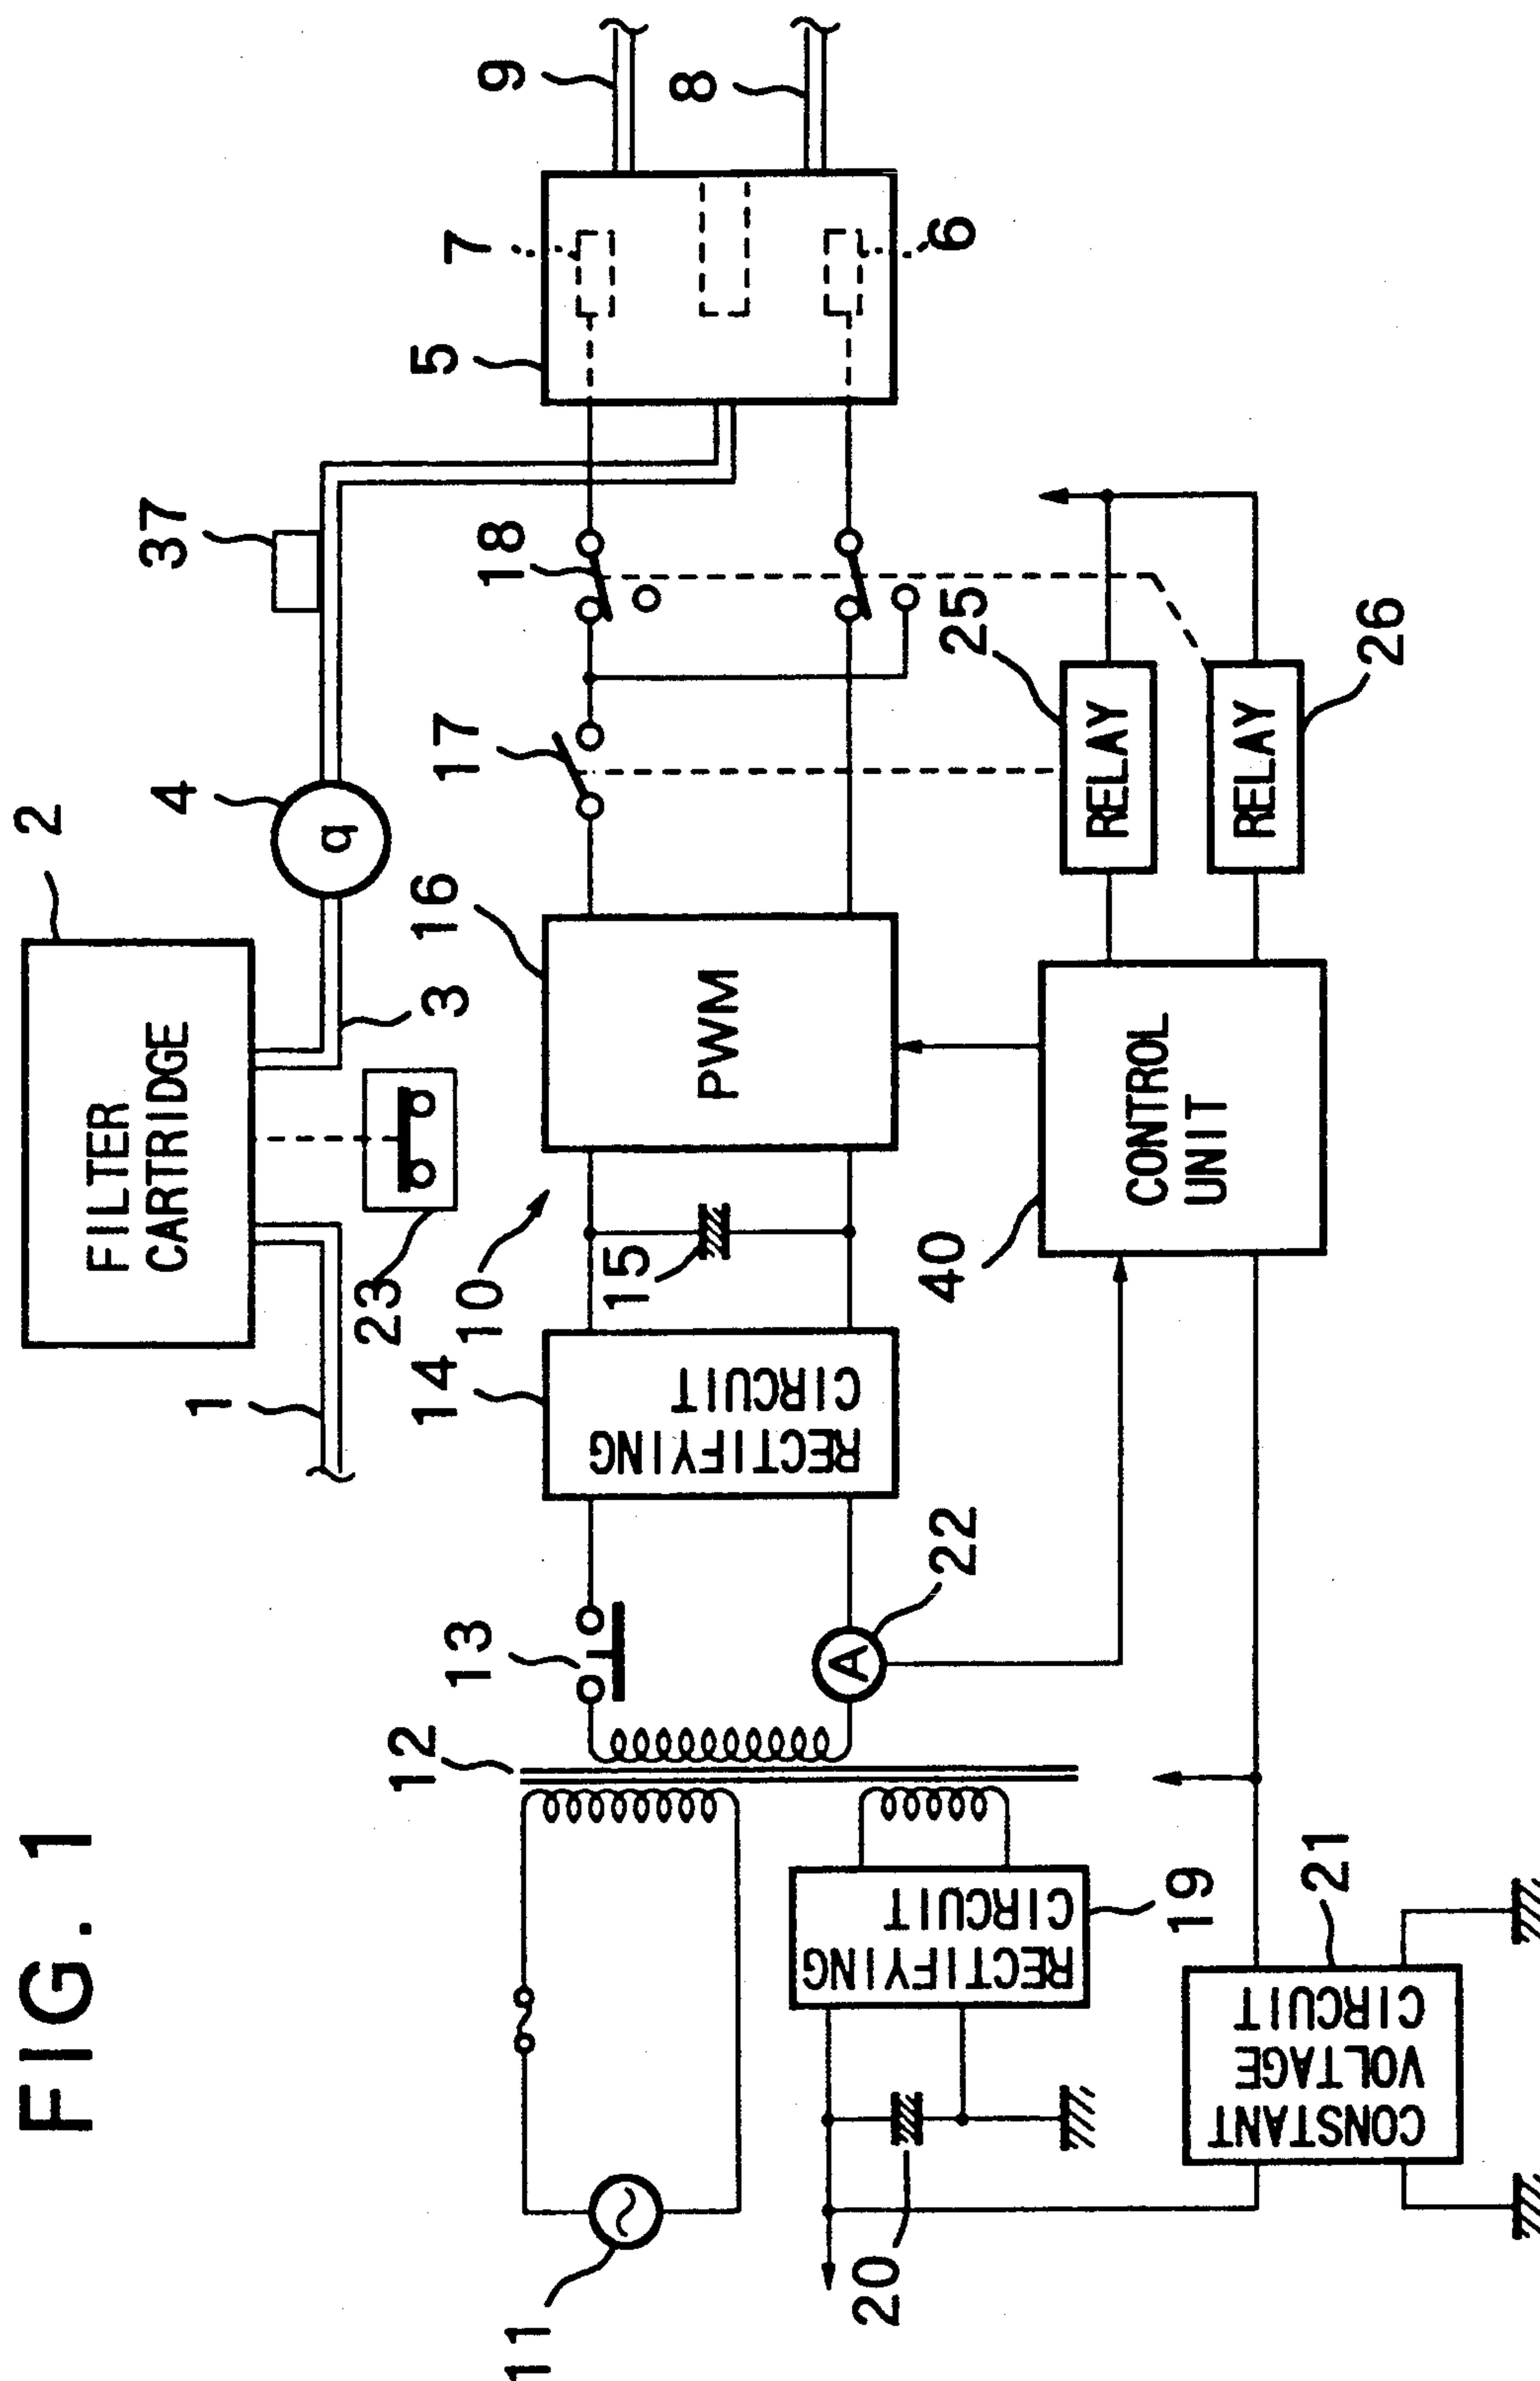 FIG. 1
2
FILTER
CARTRIDGE
4
q
37
1
3
23
9
8
7
6
5
18
17
16
PWM
10
15
14
RECTIFYING
CIRCUIT
13
12
22
A
11
25
RELAY
26
RELAY
40
CONTROL
UNIT
19
RECTIFYING
CIRCUIT
20
21
CONSTANT
VOLTAGE
CIRCUIT